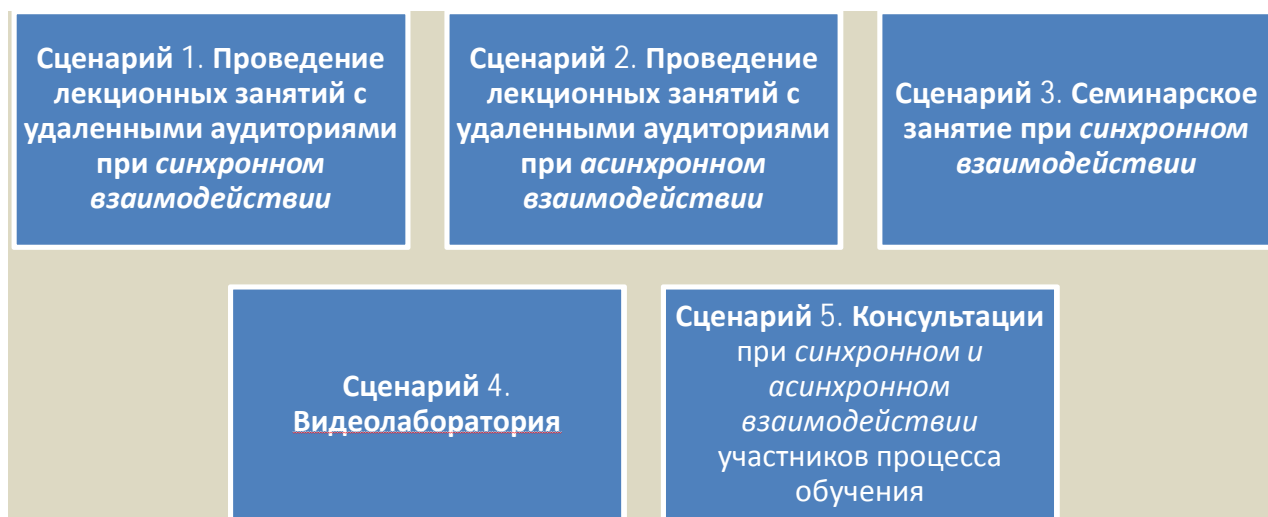 Сценарий 1. Проведение
лекционных занятий с
удаленными аудиториями
при синхронном
взаимодействии
Сценарий 2. Проведение
лекционных занятий с
удаленными аудиториями
при асинхронном
взаимодействии
Сценарий 3. Семинарское
занятие при синхронном
взаимодействии
Сценарий 4.
Видеолаборатория
Сценарий 5. Консультации
при синхронном и
асинхронном
взаимодействии
участников процесса
обучения